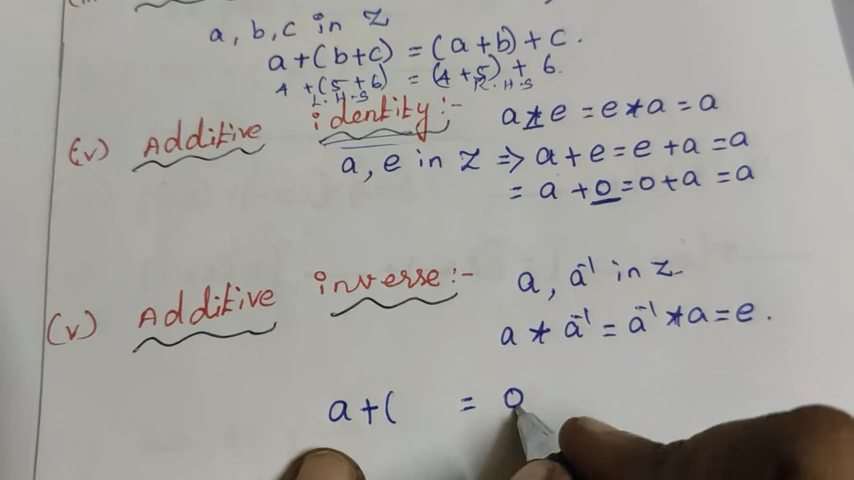 a, b, c in Z
a+(b+c) = (a+b)+c.
4+(5+6) = (4+5)+6.
L.H.S R.H.S
(v) Additive identity:- a*e = e*a = a
a, e in Z ⇒ a+e = e+a = a
= a+0 = 0+a = a
(v) Additive inverse:- a, a⁻¹ in Z
a * a⁻¹ = a⁻¹ * a = e.
a+( = 0